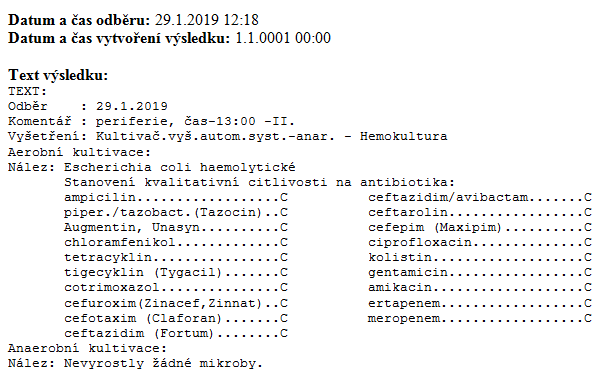 Datum a čas odběru: 29.1.2019 12:18
Datum a čas vytvoření výsledku: 1.1.0001 00:00
Text výsledku:
TEXT:
Odběr    : 29.1.2019
Komentář : periferie, čas-13:00 -II.
Vyšetření: Kultivač.vyš.autom.syst.-anar. - Hemokultura
Aerobní kultivace:
Nález: Escherichia coli haemolytické
       Stanovení kvalitativní citlivosti na antibiotika:
       ampicilin..................C          ceftazidim/avibactam.......C
       piper./tazobact.(Tazocin)..C          ceftarolin.................C
       Augmentin, Unasyn..........C          cefepim (Maxipim)..........C
       chloramfenikol.............C          ciprofloxacin..............C
       tetracyklin................C          kolistin...................C
       tigecyklin (Tygacil).......C          gentamicin.................C
       cotrimoxazol...............C          amikacin...................C
       cefuroxim(Zinacef,Zinnat)..C          ertapenem..................C
       cefotaxim (Claforan).......C          meropenem..................C
       ceftazidim (Fortum)........C
Anaerobní kultivace:
Nález: Nevyrostly žádné mikroby.